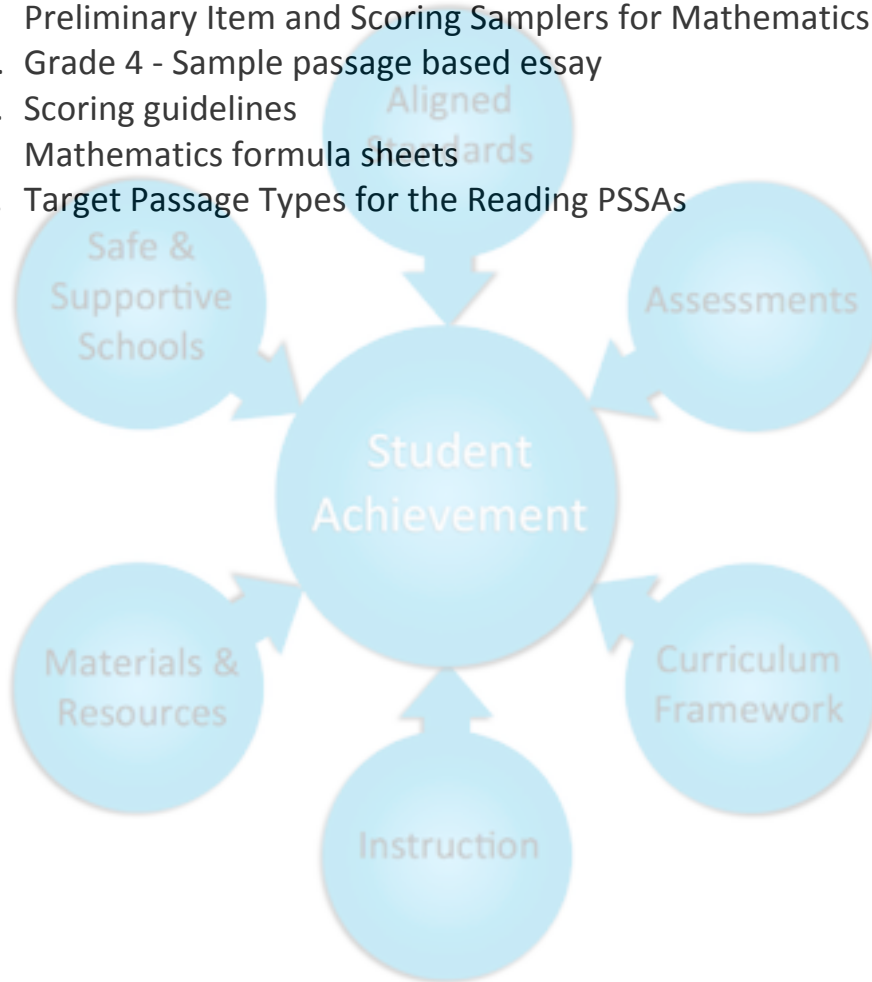 Preliminary Item and Scoring Samplers for Mathematics
. Grade 4 - Sample passage based essay
. Scoring guidelines
Mathematics formula sheets
. Target Passage Types for the Reading PSSAs
Aligned
Standards
Safe &
Supportive
Schools
Assessments
Student
Achievement
Materials &
Resources
Curriculum
Framework
Instruction